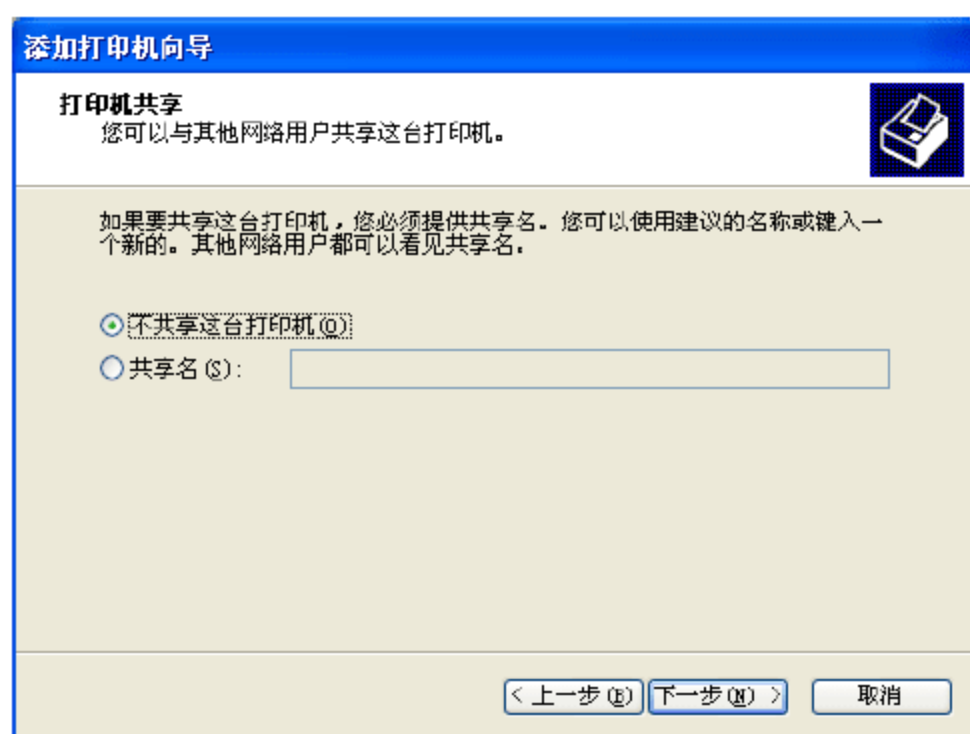 添加打印机向导
打印机共享
您可以与其他网络用户共享这台打印机。
如果要共享这台打印机，您必须提供共享名。您可以使用建议的名称或键入一
个新的。其他网络用户都可以看见共享名。
不共享这台打印机(O)
共享名(S):
< 上一步(B) 下一步(N) > 取消